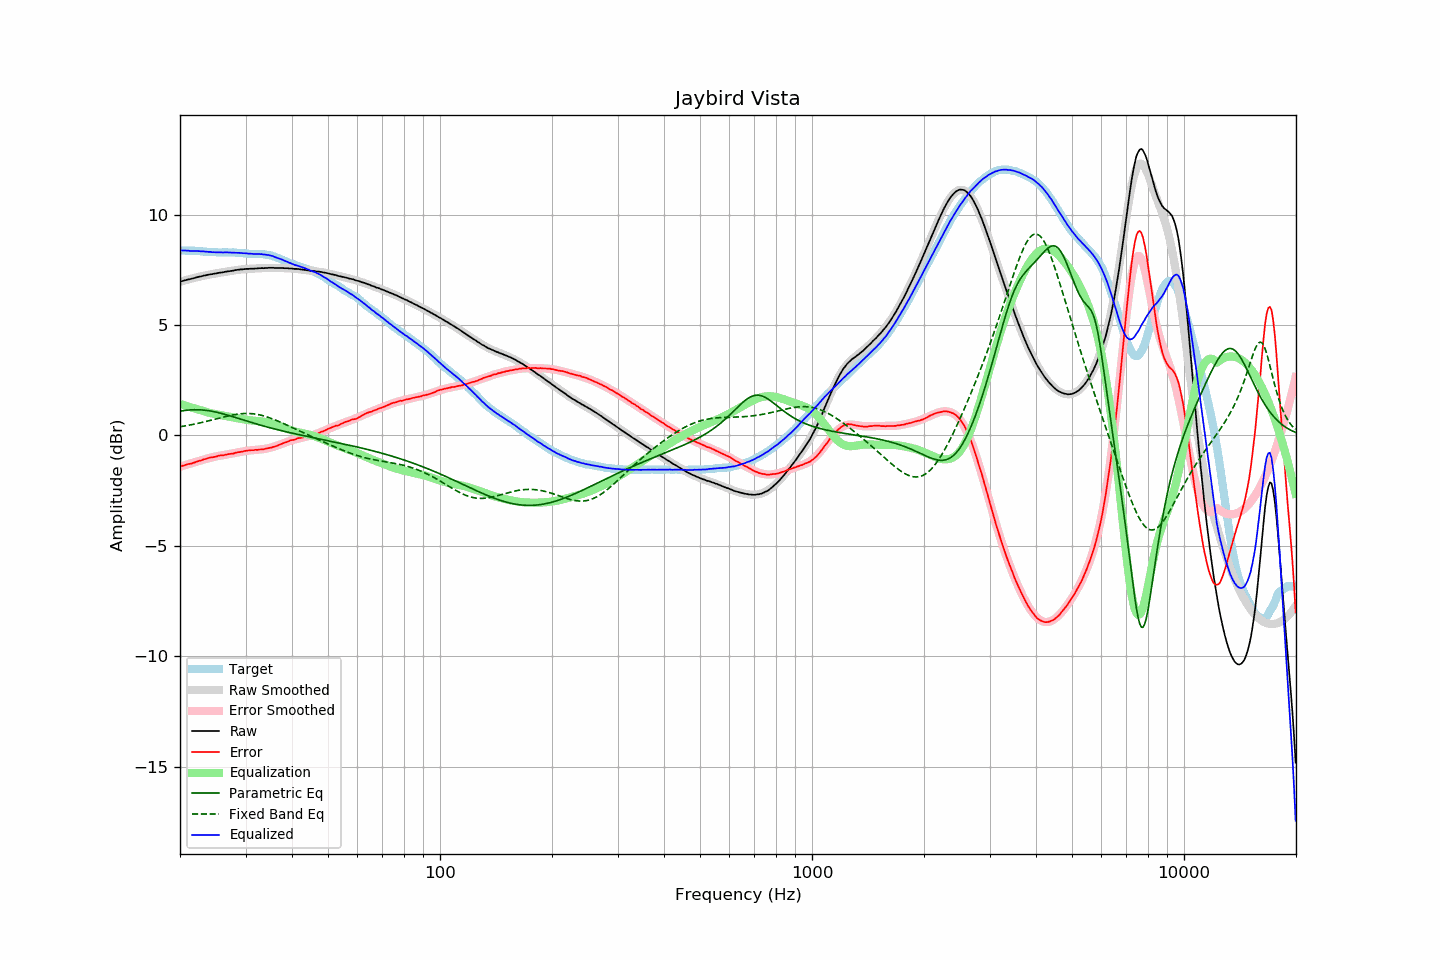 Jaybird Vista
Amplitude (dBr)
10
5
0
−5
−10
−15
Target
Raw Smoothed
Error Smoothed
Raw
Error
Equalization
Parametric Eq
Fixed Band Eq
Equalized
100
1000
10000
Frequency (Hz)